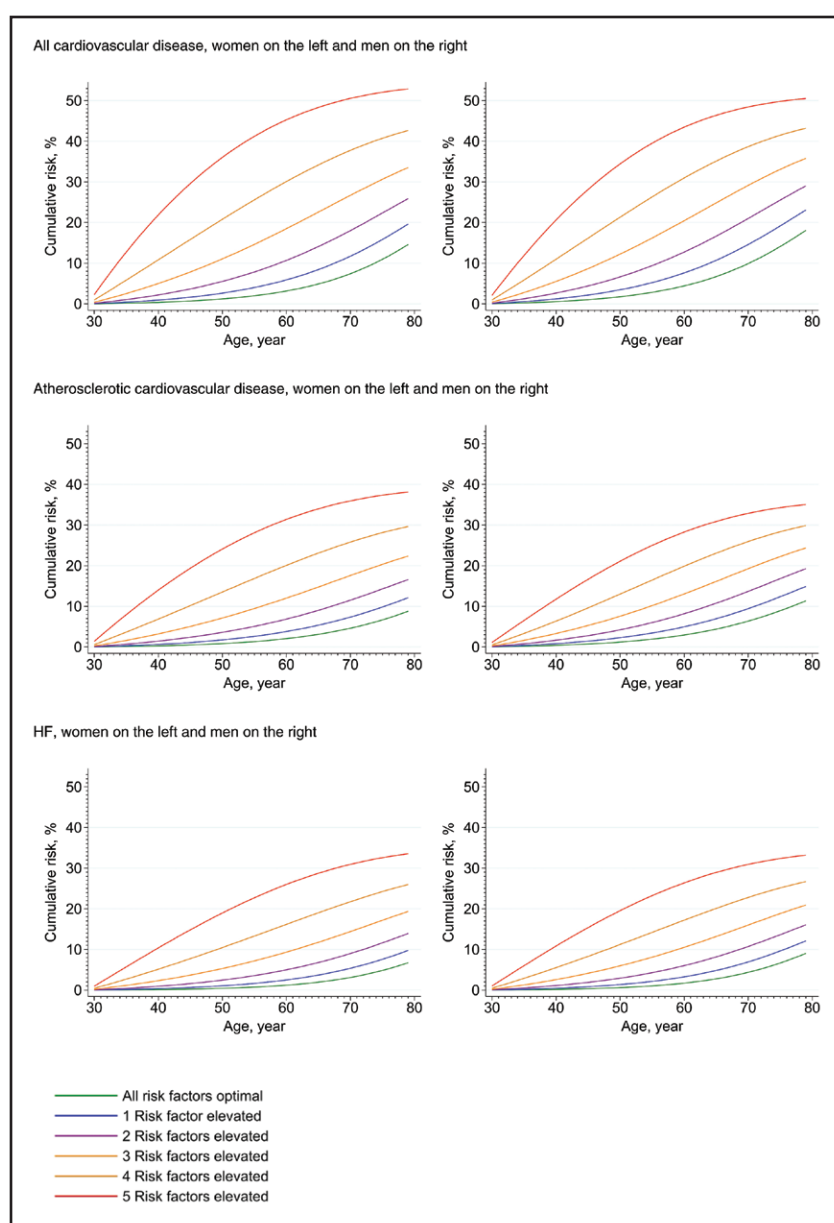 All cardiovascular disease, women on the left and men on the right
50
40
30
20
10
0
Cumulative risk, %
30 40 50 60 70 80
Age, year
50
40
30
20
10
0
Cumulative risk, %
30 40 50 60 70 80
Age, year
Atherosclerotic cardiovascular disease, women on the left and men on the right
50
40
30
20
10
0
Cumulative risk, %
30 40 50 60 70 80
Age, year
50
40
30
20
10
0
Cumulative risk, %
30 40 50 60 70 80
Age, year
HF, women on the left and men on the right
50
40
30
20
10
0
Cumulative risk, %
30 40 50 60 70 80
Age, year
50
40
30
20
10
0
Cumulative risk, %
30 40 50 60 70 80
Age, year
All risk factors optimal
1 Risk factor elevated
2 Risk factors elevated
3 Risk factors elevated
4 Risk factors elevated
5 Risk factors elevated